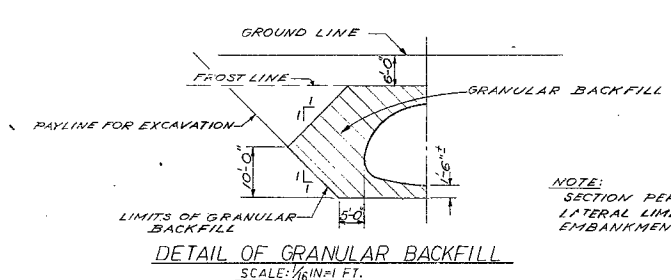 GROUND LINE
6'-0"
FROST LINE
GRANULAR BACKFILL
1
1
PAYLINE FOR EXCAVATION
10'-0"
1
1
1'-6"±
NOTE:
SECTION PER
LATERAL LIM
EMBANKMEN
LIMITS OF GRANULAR
BACKFILL
5'-0"
DETAIL OF GRANULAR BACKFILL
SCALE: 1/16 IN=1 FT.